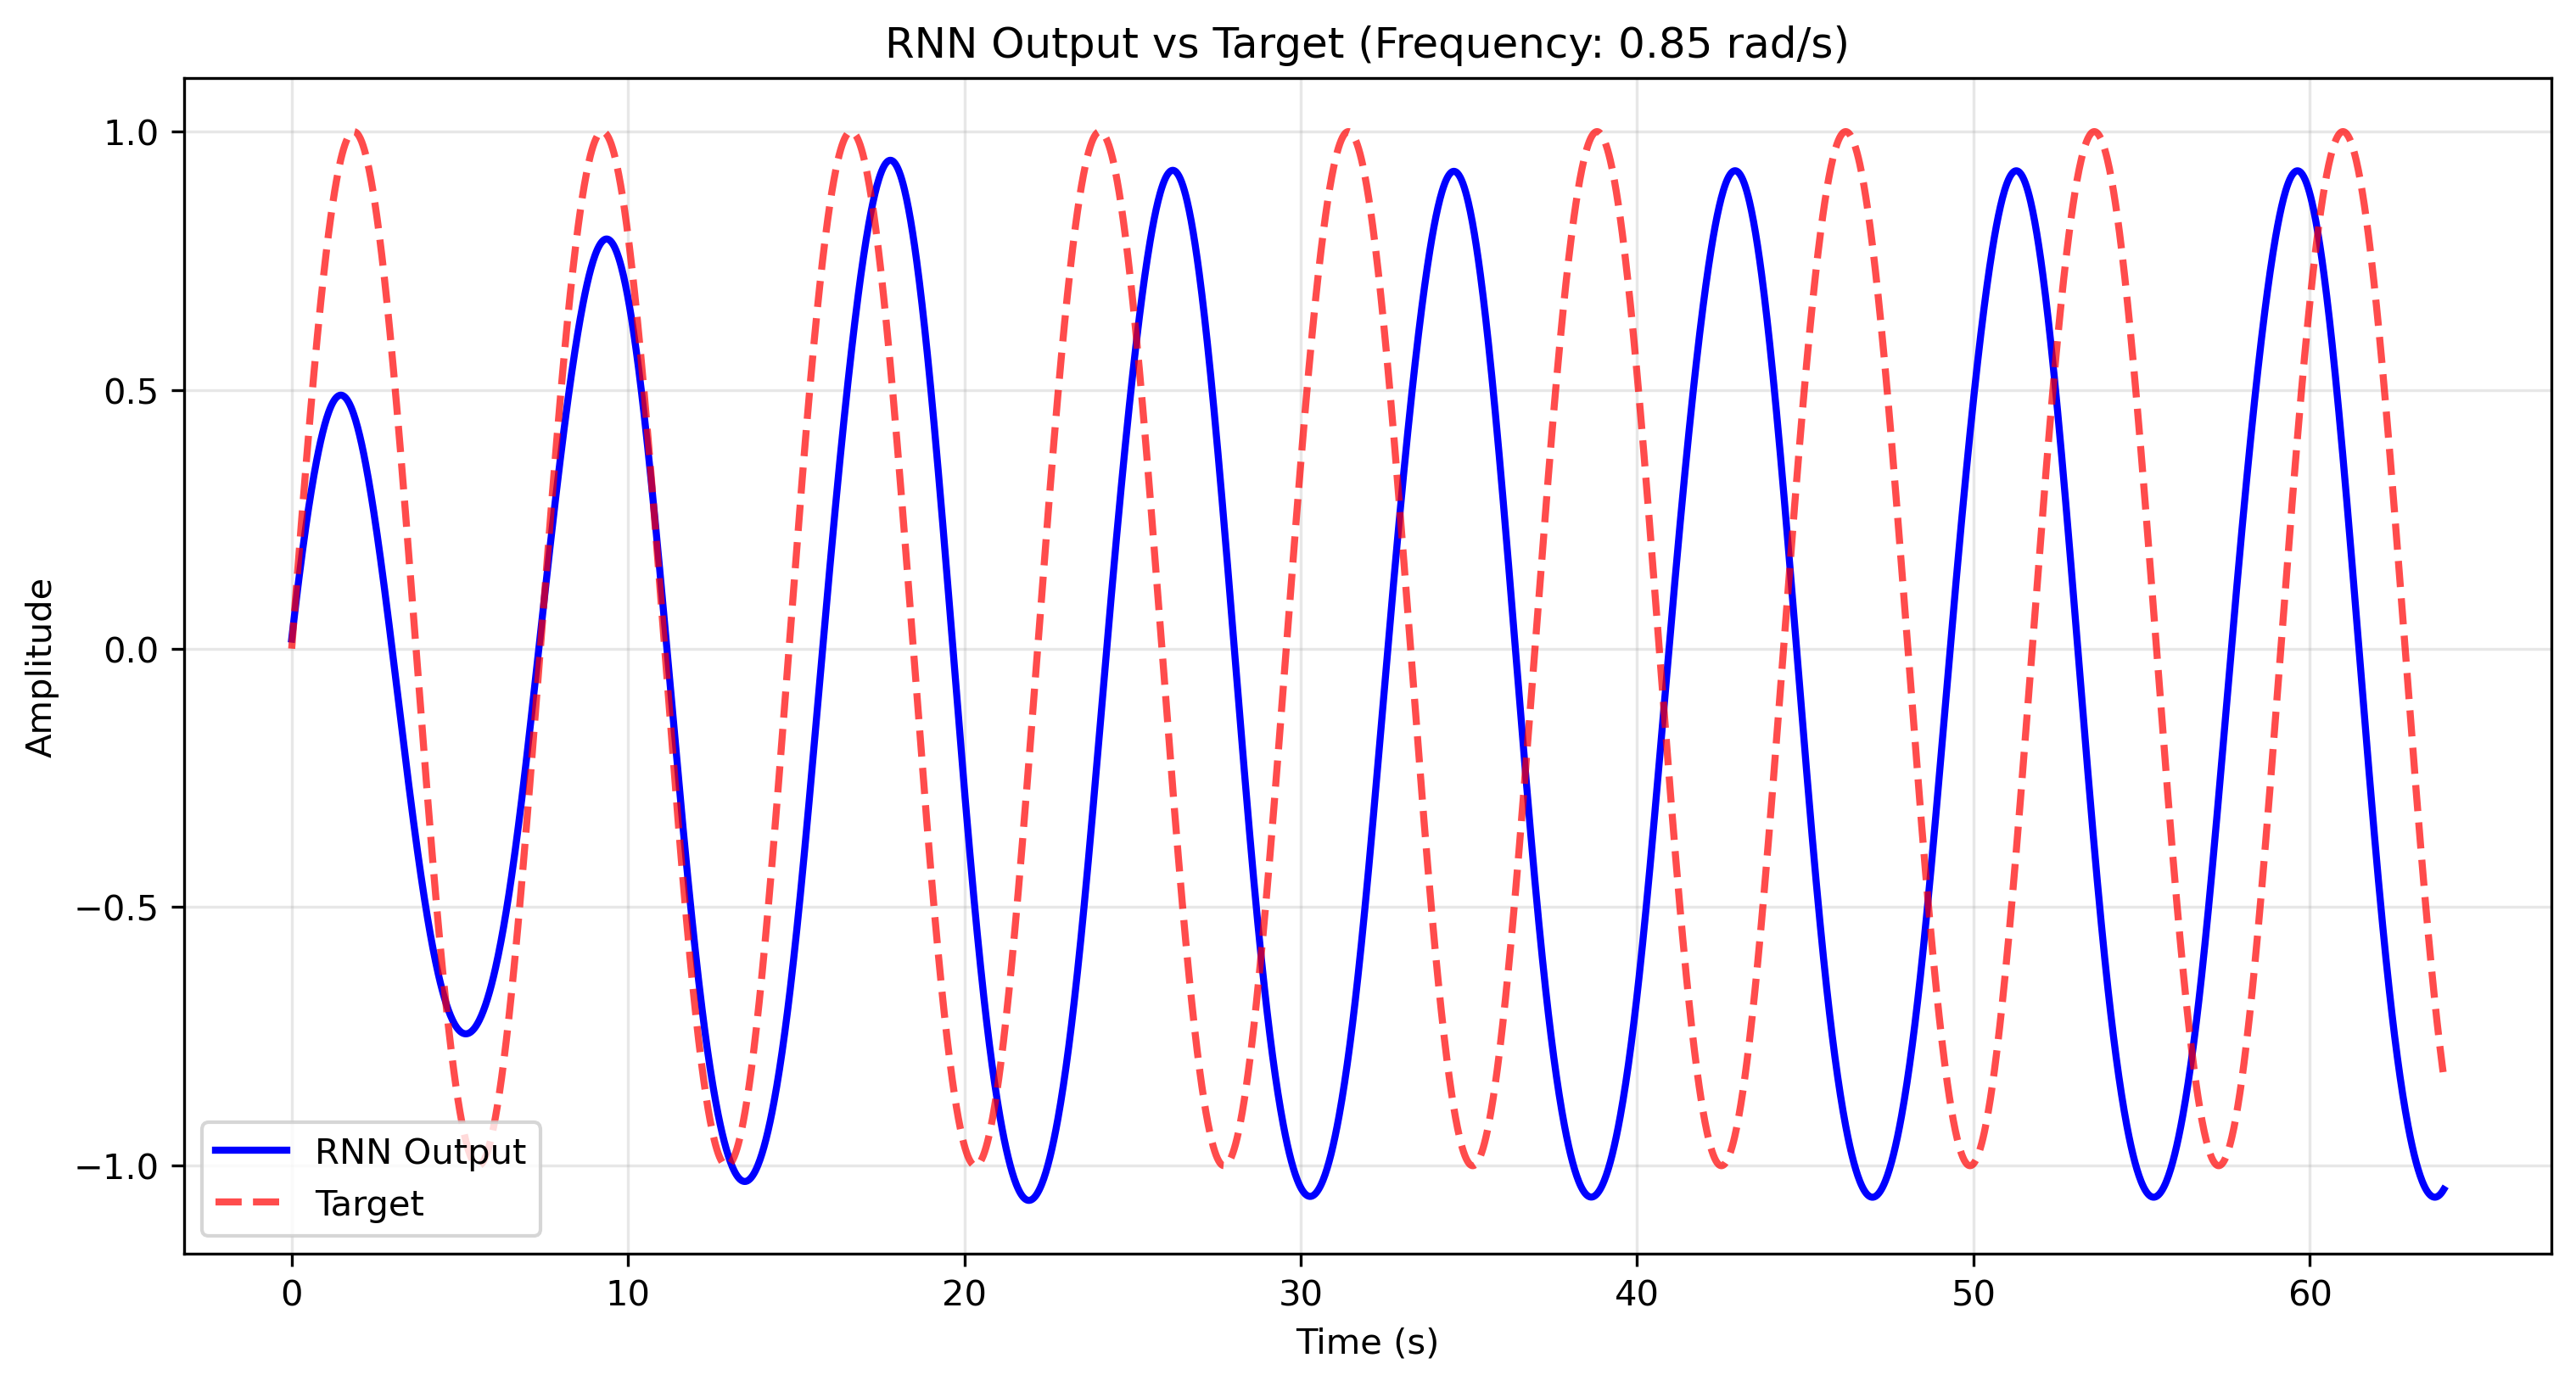 RNN Output vs Target (Frequency: 0.85 rad/s)
1.0
0.5
0.0
−0.5
−1.0
Amplitude
RNN Output
Target
0 10 20 30 40 50 60
Time (s)